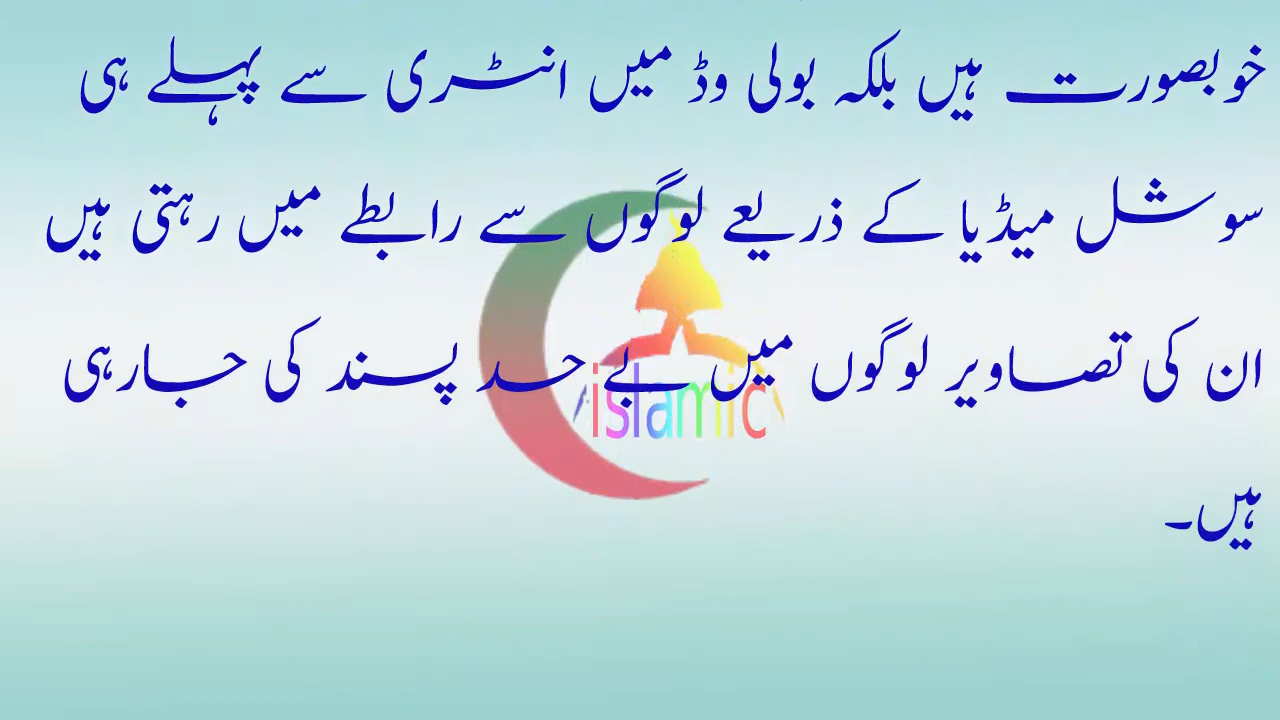 خوبصورت ہیں بلکہ بولی وڈ میں انٹری سے پہلے ہی
سوشل میڈیا کے ذریعے لوگوں سے رابطے میں رہتی ہیں
ان کی تصاویر لوگوں میں بے حد پسند کی جارہی
ہیں۔
islamic